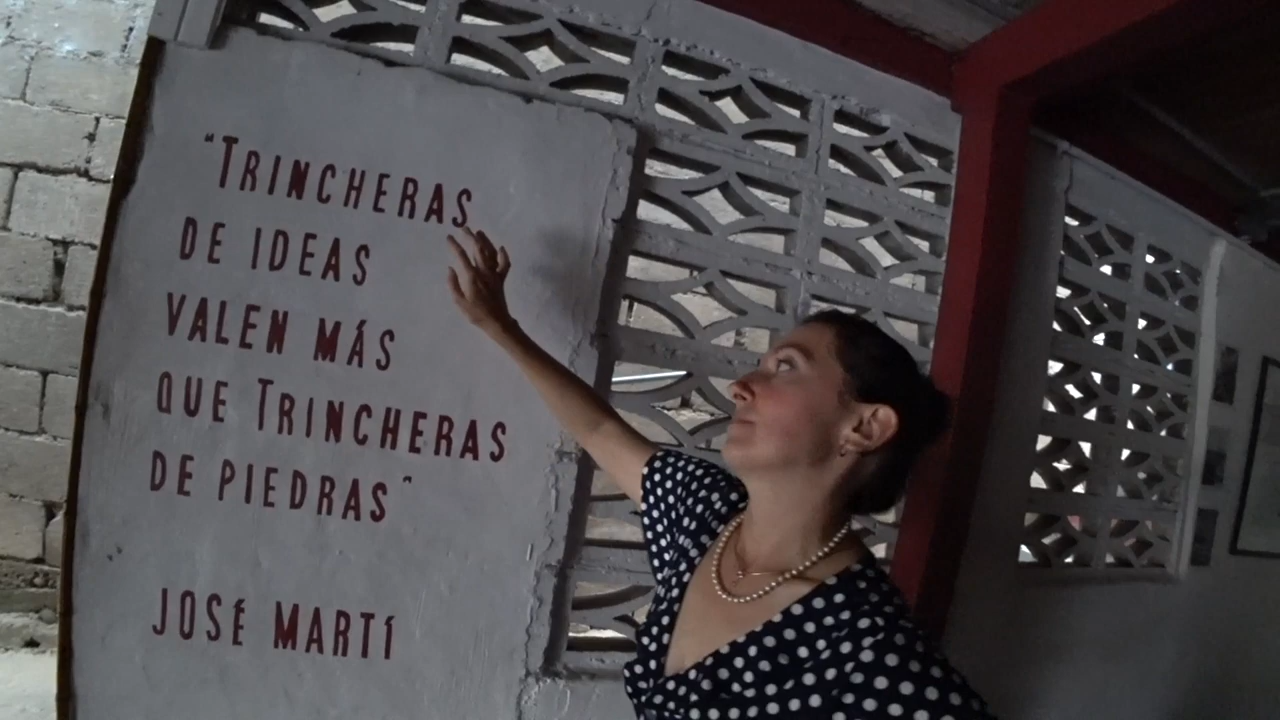 "TRINCHERAS
DE IDEAS
VALEN MÁS
QUE TRINCHERAS
DE PIEDRAS"
JOSÉ MARTÍ